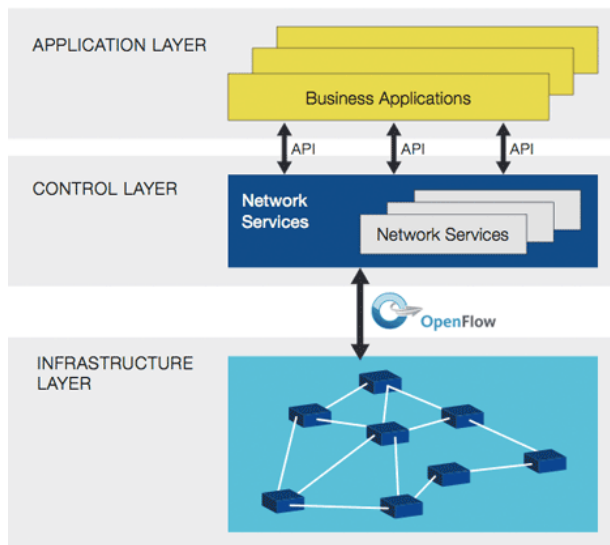 APPLICATION LAYER
Business Applications
API
API
API
CONTROL LAYER
Network
Services
Network Services
OpenFlow
INFRASTRUCTURE
LAYER